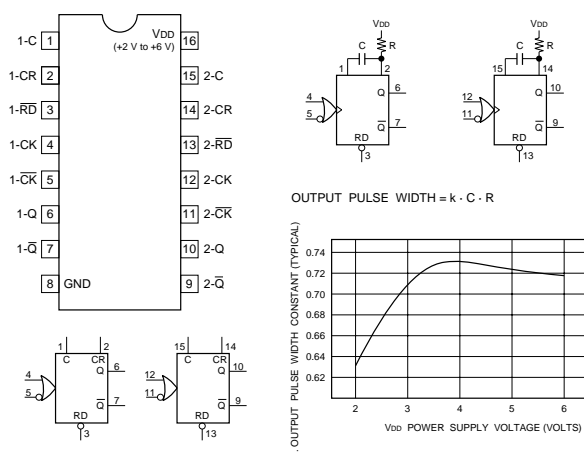 1-C 1
1-CR 2
1-R̅D̅ 3
1-CK 4
1-C̅K̅ 5
1-Q 6
1-Q̅ 7
8 GND
VDD
(+2 V to +6 V)
16
15 2-C
14 2-CR
13 2-R̅D̅
12 2-CK
11 2-C̅K̅
10 2-Q
9 2-Q̅
VDD
C R
1 2
4
5
Q 6
Q̅ 7
RD
3
VDD
C R
15 14
12
11
Q 10
Q̅ 9
RD
13
OUTPUT PULSE WIDTH = k · C · R
OUTPUT PULSE WIDTH CONSTANT (TYPICAL)
0.74
0.72
0.70
0.68
0.66
0.64
0.62
2 3 4 5 6
VDD POWER SUPPLY VOLTAGE (VOLTS)
1 2
C CR
4
5
Q 6
Q̅ 7
RD
3
15 14
C CR
12
11
Q 10
Q̅ 9
RD
13